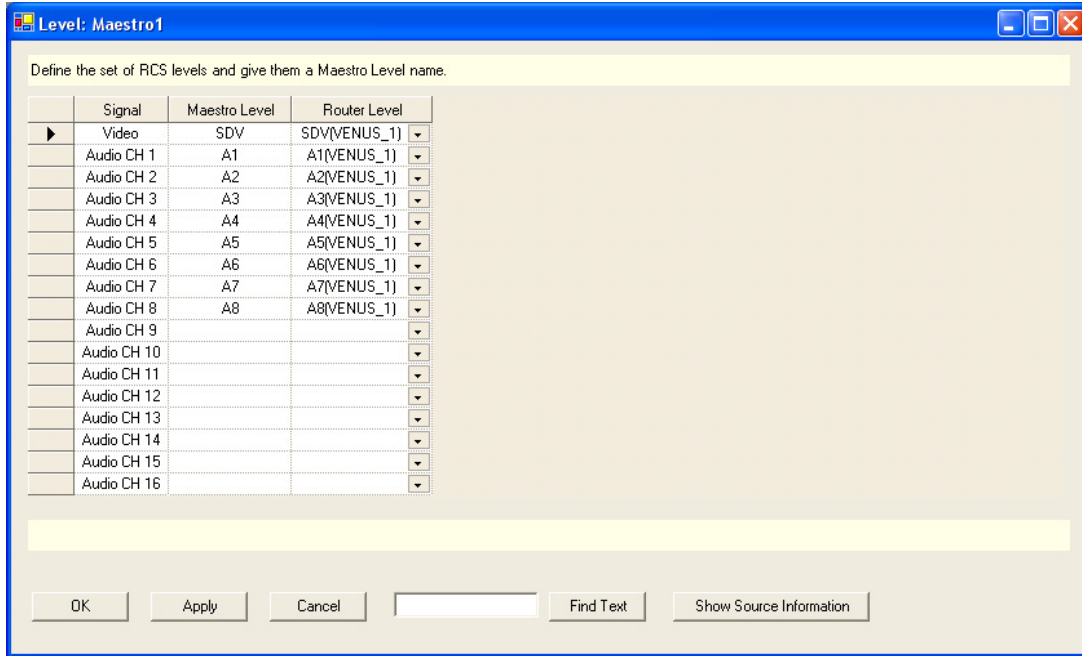 Level: Maestro1
Define the set of RCS levels and give them a Maestro Level name.
Signal Maestro Level Router Level
Video SDV SDV(VENUS_1)
Audio CH 1 A1 A1(VENUS_1)
Audio CH 2 A2 A2(VENUS_1)
Audio CH 3 A3 A3(VENUS_1)
Audio CH 4 A4 A4(VENUS_1)
Audio CH 5 A5 A5(VENUS_1)
Audio CH 6 A6 A6(VENUS_1)
Audio CH 7 A7 A7(VENUS_1)
Audio CH 8 A8 A8(VENUS_1)
Audio CH 9
Audio CH 10
Audio CH 11
Audio CH 12
Audio CH 13
Audio CH 14
Audio CH 15
Audio CH 16
OK Apply Cancel Find Text Show Source Information